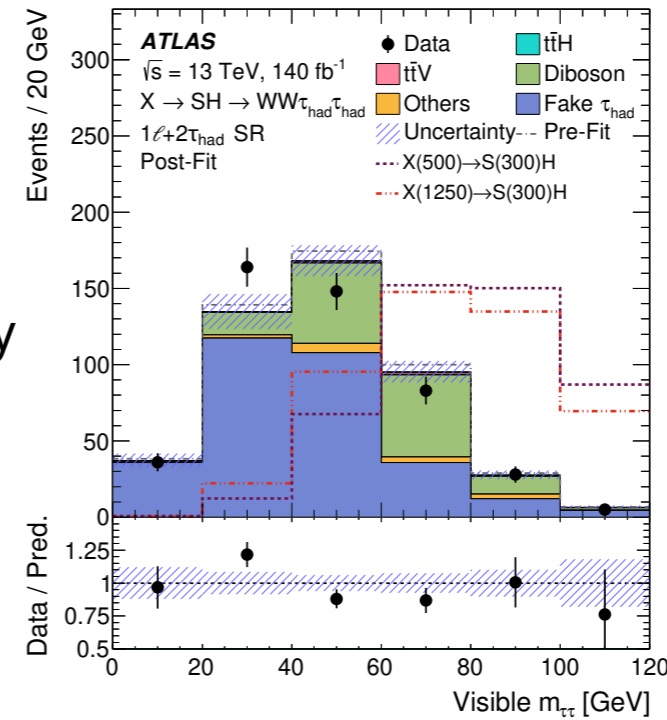 y
Events / 20 GeV
300
250
200
150
100
50
0
ATLAS
√s = 13 TeV, 140 fb⁻¹
X → SH → WWτhadτhad
1ℓ+2τhad SR
Post-Fit
Data
tt̄H
tt̄V
Diboson
Others
Fake τhad
Uncertainty
Pre-Fit
X(500)→S(300)H
X(1250)→S(300)H
Data / Pred.
1.25
1
0.75
0.5
0 20 40 60 80 100 120
Visible mττ [GeV]